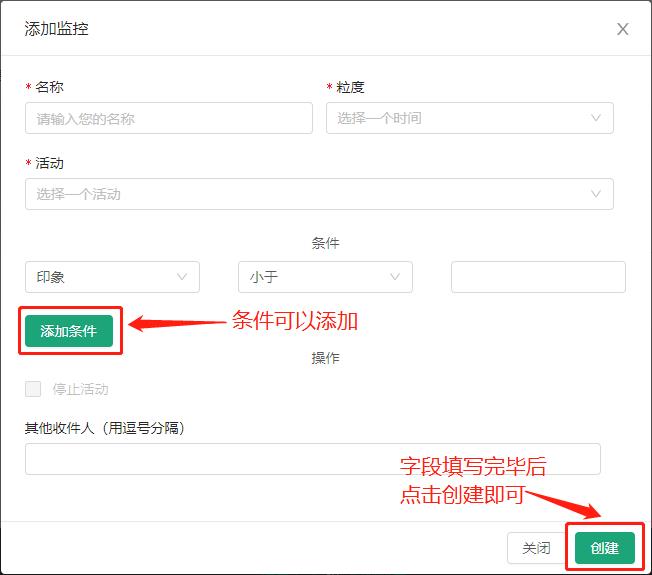 添加监控
* 名称
* 粒度
请输入您的名称
选择一个时间
* 活动
选择一个活动
条件
印象
小于
添加条件
条件可以添加
操作
停止活动
其他收件人（用逗号分隔）
字段填写完毕后
点击创建即可
关闭
创建